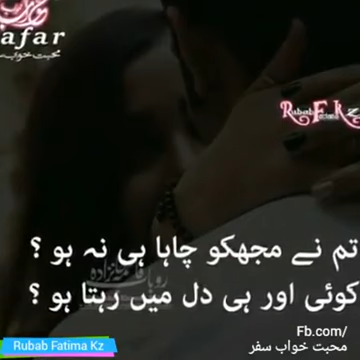 afar
محبت خواب سفر
Rubab Fatima Kz
تم نے مجھکو چاہا ہی نہ ہو ؟
کوئی اور ہی دل میں رہتا ہو ؟
Fb.com/
محبت خواب سفر
Rubab Fatima Kz